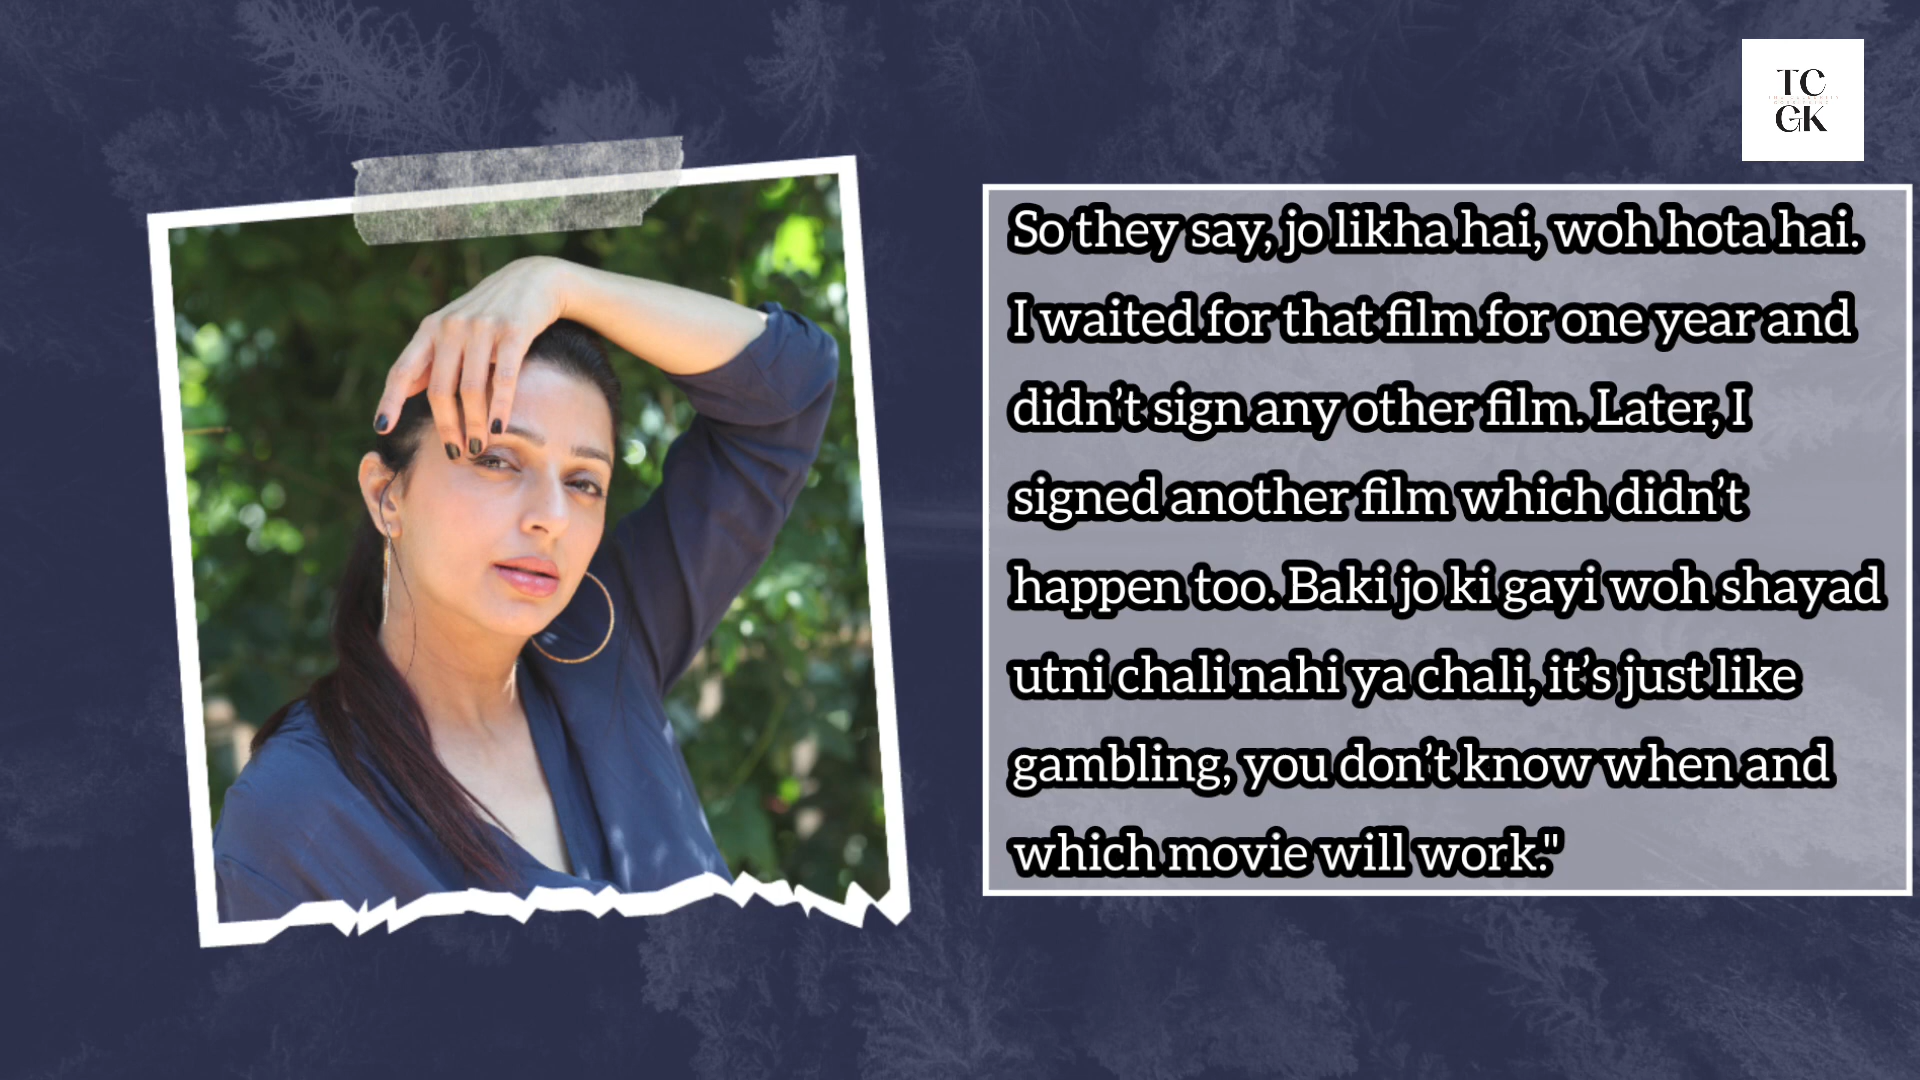 TC
GK
So they say, jo likha hai, woh hota hai.
I waited for that film for one year and
didn't sign any other film. Later, I
signed another film which didn't
happen too. Baki jo ki gayi woh shayad
utni chali nahi ya chali, it's just like
gambling, you don't know when and
which movie will work."